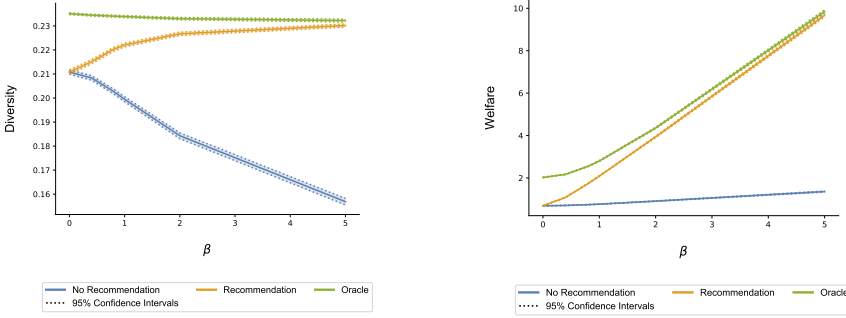 Diversity
0.23
0.22
0.21
0.20
0.19
0.18
0.17
0.16
0 1 2 3 4 5
β
No Recommendation Recommendation Oracle
95% Confidence Intervals
Welfare
10
8
6
4
2
0 1 2 3 4 5
β
No Recommendation Recommendation Oracle
95% Confidence Intervals